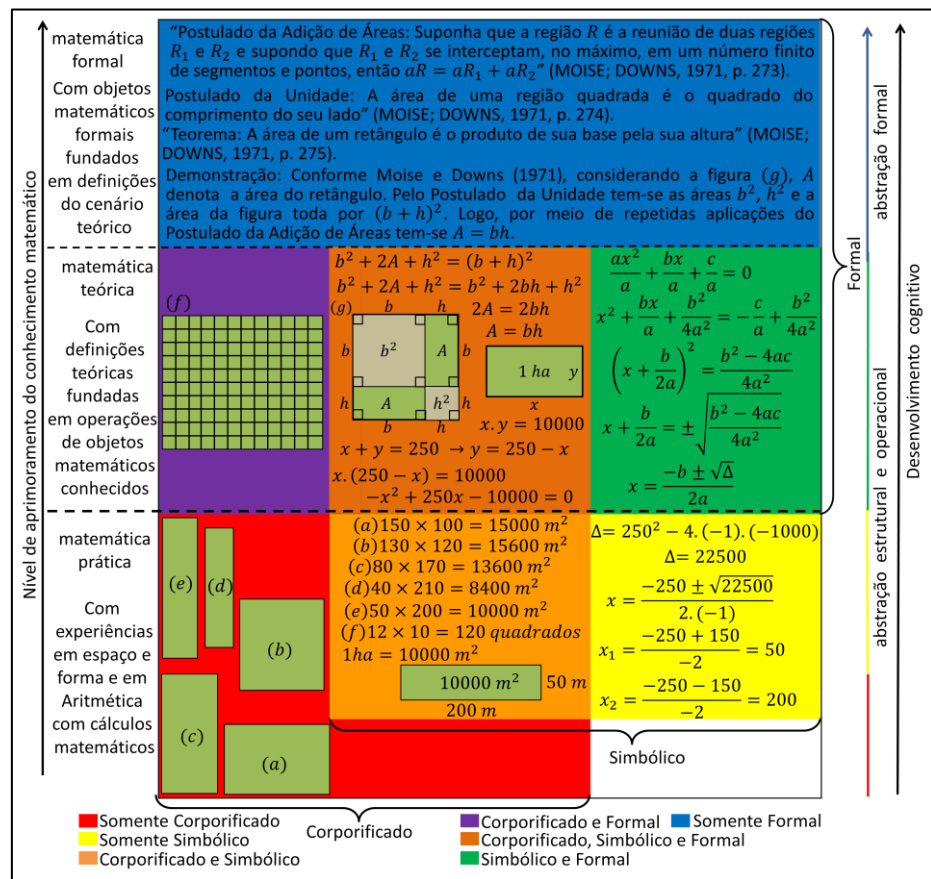 Nível de aprimoramento do conhecimento matemático
matemática
formal
Com objetos
matemáticos
formais
fundados
em definições
do cenário
teórico
“Postulado da Adição de Áreas: Suponha que a região R é a reunião de duas regiões
R₁ e R₂ e supondo que R₁ e R₂ se interceptam, no máximo, em um número finito
de segmentos e pontos, então aR = aR₁ + aR₂” (MOISE; DOWNS, 1971, p. 273).
Postulado da Unidade: A área de uma região quadrada é o quadrado do
comprimento do seu lado” (MOISE; DOWNS, 1971, p. 274).
“Teorema: A área de um retângulo é o produto de sua base pela sua altura” (MOISE;
DOWNS, 1971, p. 275).
Demonstração: Conforme Moise e Downs (1971), considerando a figura (g), A
denota a área do retângulo. Pelo Postulado da Unidade tem-se as áreas b², h² e a
área da figura toda por (b + h)². Logo, por meio de repetidas aplicações do
Postulado da Adição de Áreas tem-se A = bh.
matemática
teórica
Com
definições
teóricas
fundadas
em operações
de objetos
matemáticos
conhecidos
(f)
b² + 2A + h² = (b + h)²
b² + 2A + h² = b² + 2bh + h²
(g) b h 2A = 2bh
A = bh
b b² A b
1 ha y
h A h² h
b h
x
x. y = 10000
x + y = 250 → y = 250 − x
x. (250 − x) = 10000
−x² + 250x − 10000 = 0
ax²/a + bx/a + c/a = 0
x² + bx/a + b²/4a² = −c/a + b²/4a²
(x + b/2a)² = (b² − 4ac)/4a²
x + b/2a = ±√((b² − 4ac)/4a²)
x = (−b ± √Δ)/2a
matemática
prática
Com
experiências
em espaço e
forma e em
Aritmética
com cálculos
matemáticos
(e)
(d)
(b)
(c)
(a)
(a)150 × 100 = 15000 m²
(b)130 × 120 = 15600 m²
(c)80 × 170 = 13600 m²
(d)40 × 210 = 8400 m²
(e)50 × 200 = 10000 m²
(f)12 × 10 = 120 quadrados
1ha = 10000 m²
10000 m² 50 m
200 m
Δ= 250² − 4. (−1). (−1000)
Δ= 22500
x = (−250 ± √22500)/2. (−1)
x₁ = (−250 + 150)/−2 = 50
x₂ = (−250 − 150)/−2 = 200
Formal
abstração formal
abstração estrutural e operacional
Desenvolvimento cognitivo
Simbólico
Corporificado
Somente Corporificado
Somente Simbólico
Corporificado e Simbólico
Corporificado e Formal
Somente Formal
Corporificado, Simbólico e Formal
Simbólico e Formal